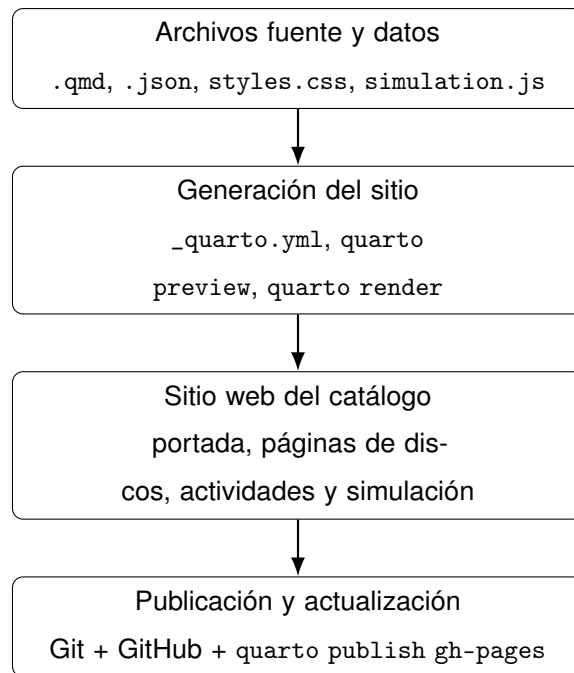 Archivos fuente y datos
.qmd, .json, styles.css, simulation.js
Generación del sitio
_quarto.yml, quarto
preview, quarto render
Sitio web del catálogo
portada, páginas de dis-
cos, actividades y simulación
Publicación y actualización
Git + GitHub + quarto publish gh-pages